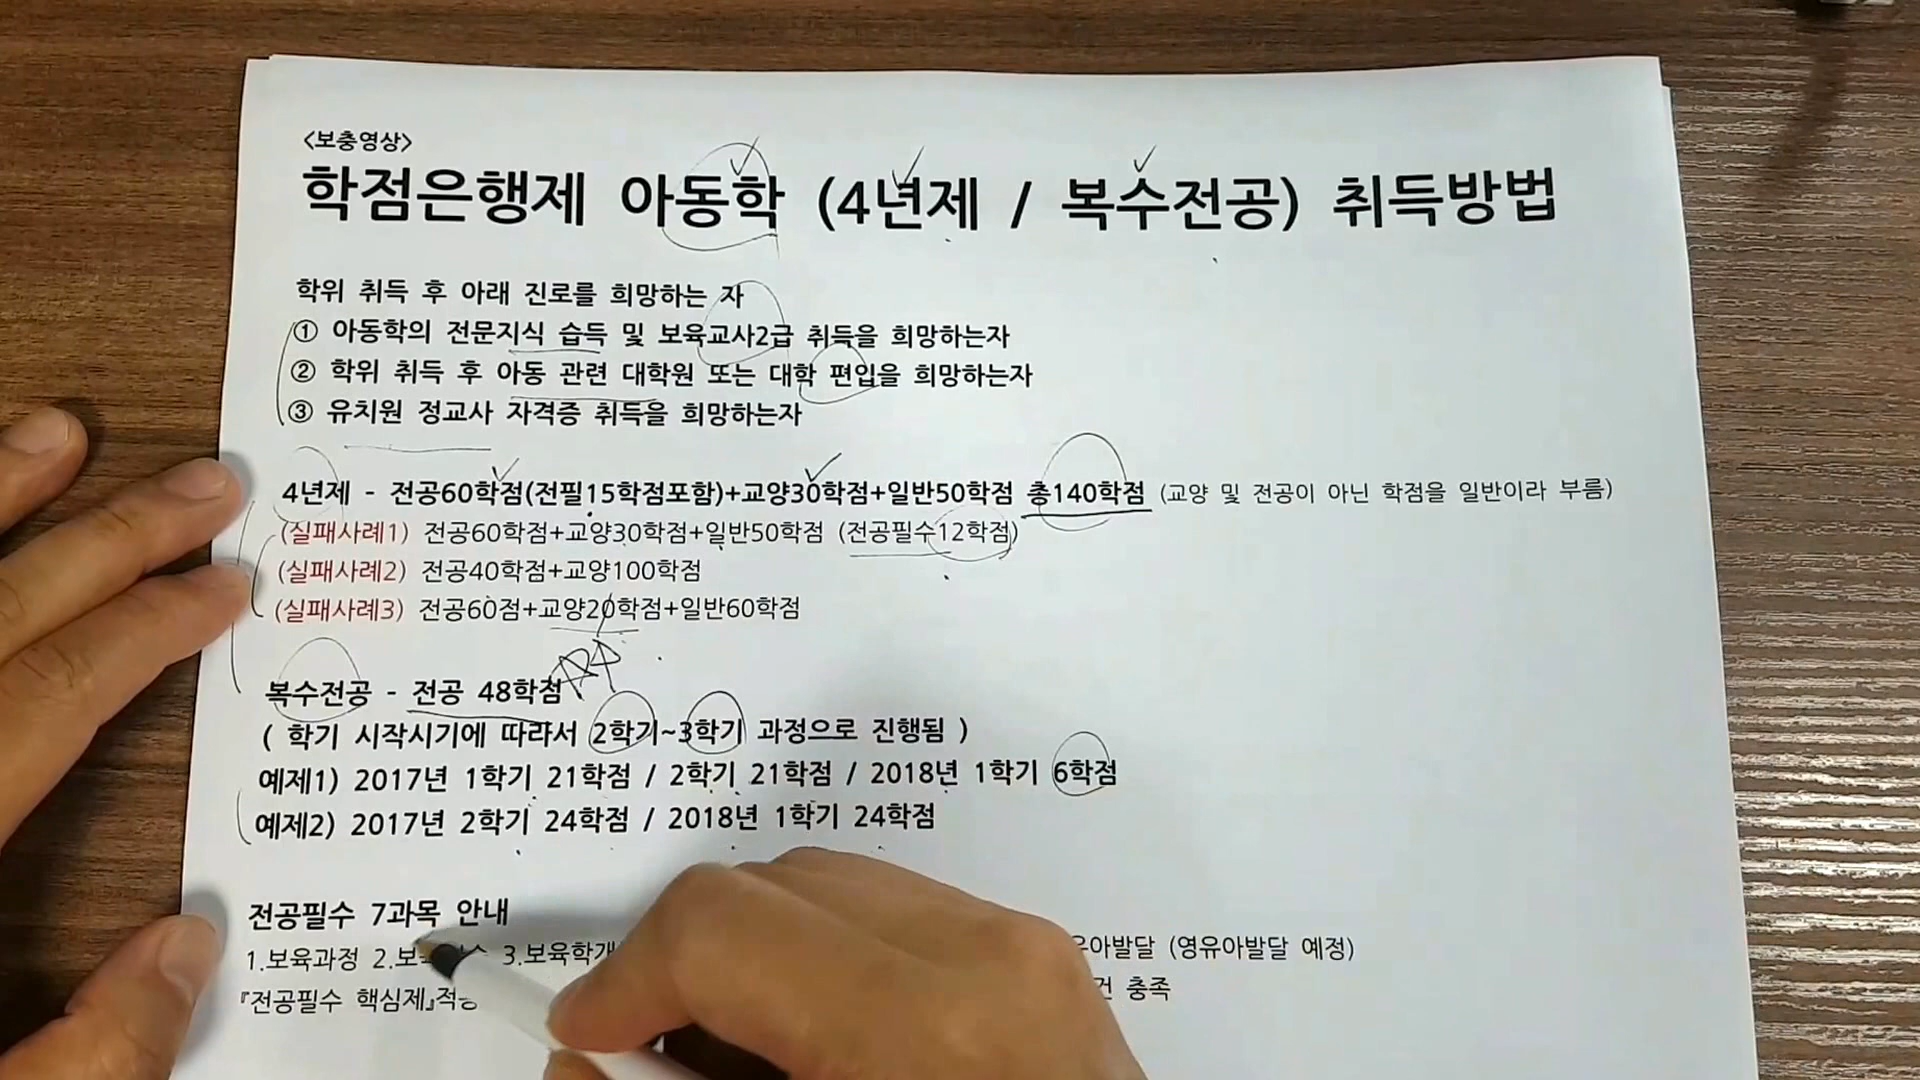 <보충영상>
학점은행제 아동학 (4년제 / 복수전공) 취득방법
학위 취득 후 아래 진로를 희망하는 자
① 아동학의 전문지식 습득 및 보육교사2급 취득을 희망하는자
② 학위 취득 후 아동 관련 대학원 또는 대학 편입을 희망하는자
③ 유치원 정교사 자격증 취득을 희망하는자
4년제 - 전공60학점(전필15학점포함)+교양30학점+일반50학점 총140학점 (교양 및 전공이 아닌 학점을 일반이라 부름)
(실패사례1) 전공60학점+교양30학점+일반50학점 (전공필수12학점)
(실패사례2) 전공40학점+교양100학점
(실패사례3) 전공60점+교양20학점+일반60학점
복수전공 - 전공 48학점
( 학기 시작시기에 따라서 2학기~3학기 과정으로 진행됨 )
예제1) 2017년 1학기 21학점 / 2학기 21학점 / 2018년 1학기 6학점
예제2) 2017년 2학기 24학점 / 2018년 1학기 24학점
전공필수 7과목 안내
1.보육과정 3.보육학개 (영유아발달 예정)
『전공필수 핵심제』 충족